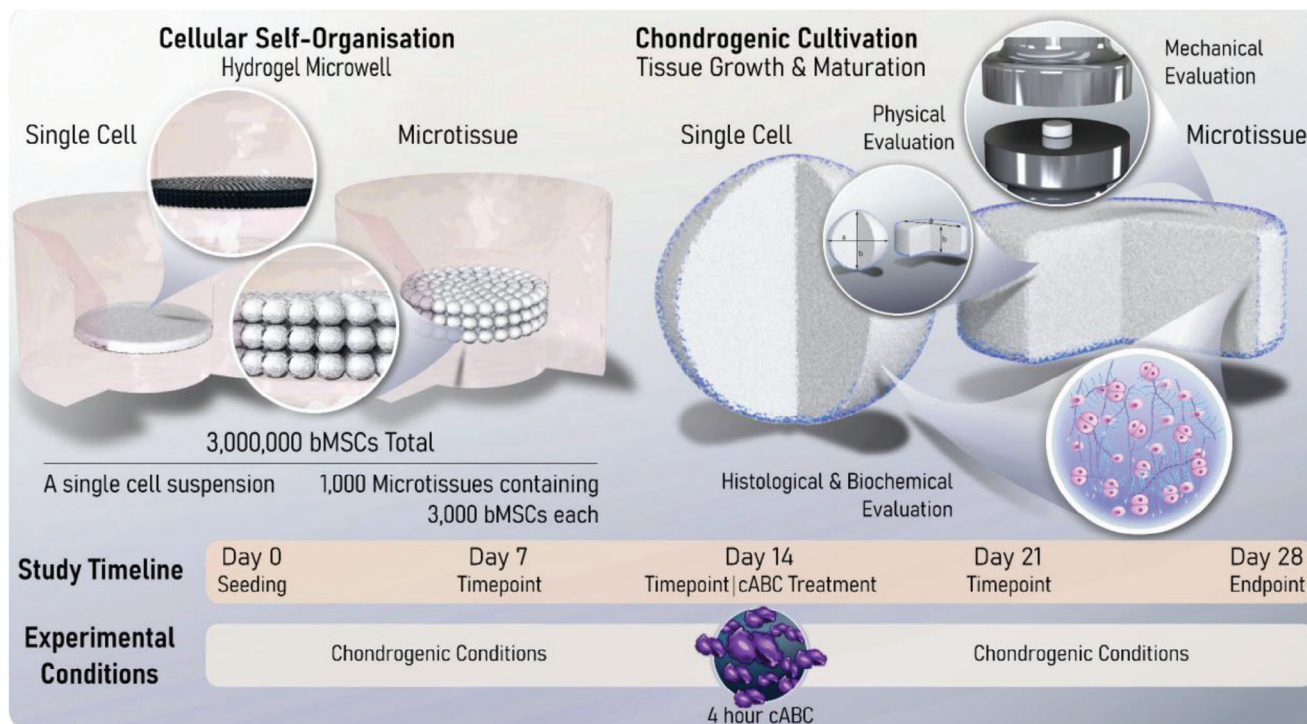 Cellular Self-Organisation
Hydrogel Microwell
Single Cell
Microtissue
3,000,000 bMSCs Total
A single cell suspension
1,000 Microtissues containing
3,000 bMSCs each
Chondrogenic Cultivation
Tissue Growth & Maturation
Mechanical
Evaluation
Physical
Evaluation
Single Cell
Microtissue
a
b
a
b
Histological & Biochemical
Evaluation
Study Timeline
Day 0
Seeding
Day 7
Timepoint
Day 14
Timepoint|cABC Treatment
Day 21
Timepoint
Day 28
Endpoint
Experimental
Conditions
Chondrogenic Conditions
4 hour cABC
Chondrogenic Conditions